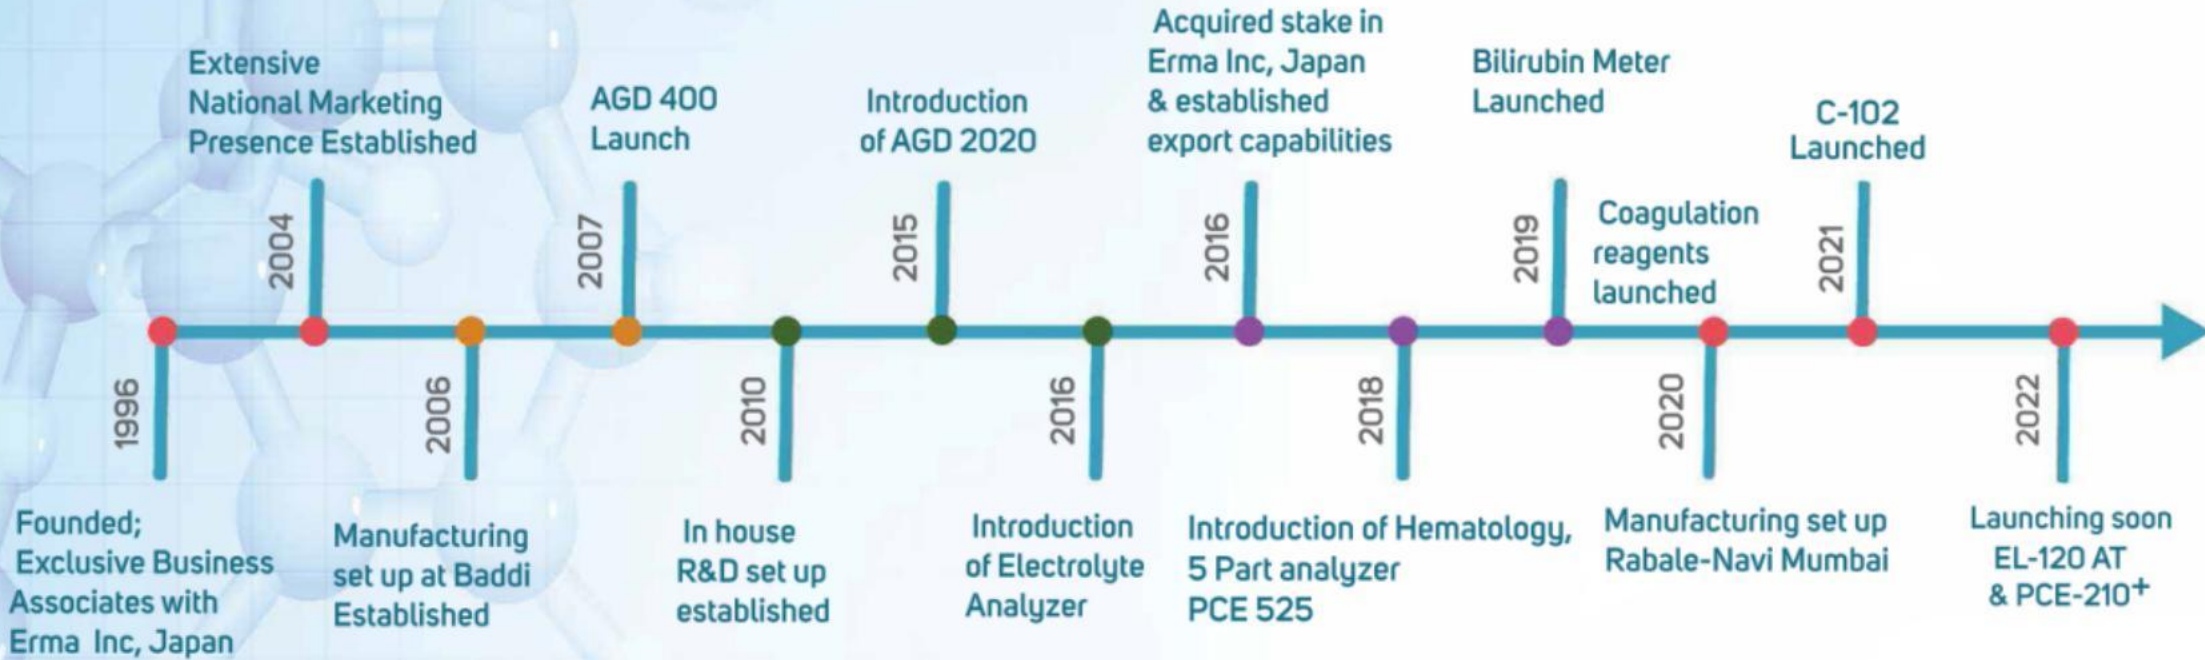 Founded;
Exclusive Business
Associates with
Erma Inc, Japan
1996
Extensive
National Marketing
Presence Established
2004
2006
Manufacturing
set up at Baddi
Established
AGD 400
Launch
2007
2010
In house
R&D set up
established
Introduction
of AGD 2020
2015
2016
Introduction
of Electrolyte
Analyzer
Acquired stake in
Erma Inc, Japan
& established
export capabilities
2016
2018
Introduction of Hematology,
5 Part analyzer
PCE 525
Bilirubin Meter
Launched
2019
Coagulation
reagents
launched
2020
Manufacturing set up
Rabale-Navi Mumbai
C-102
Launched
2021
2022
Launching soon
EL-120 AT
& PCE-210+